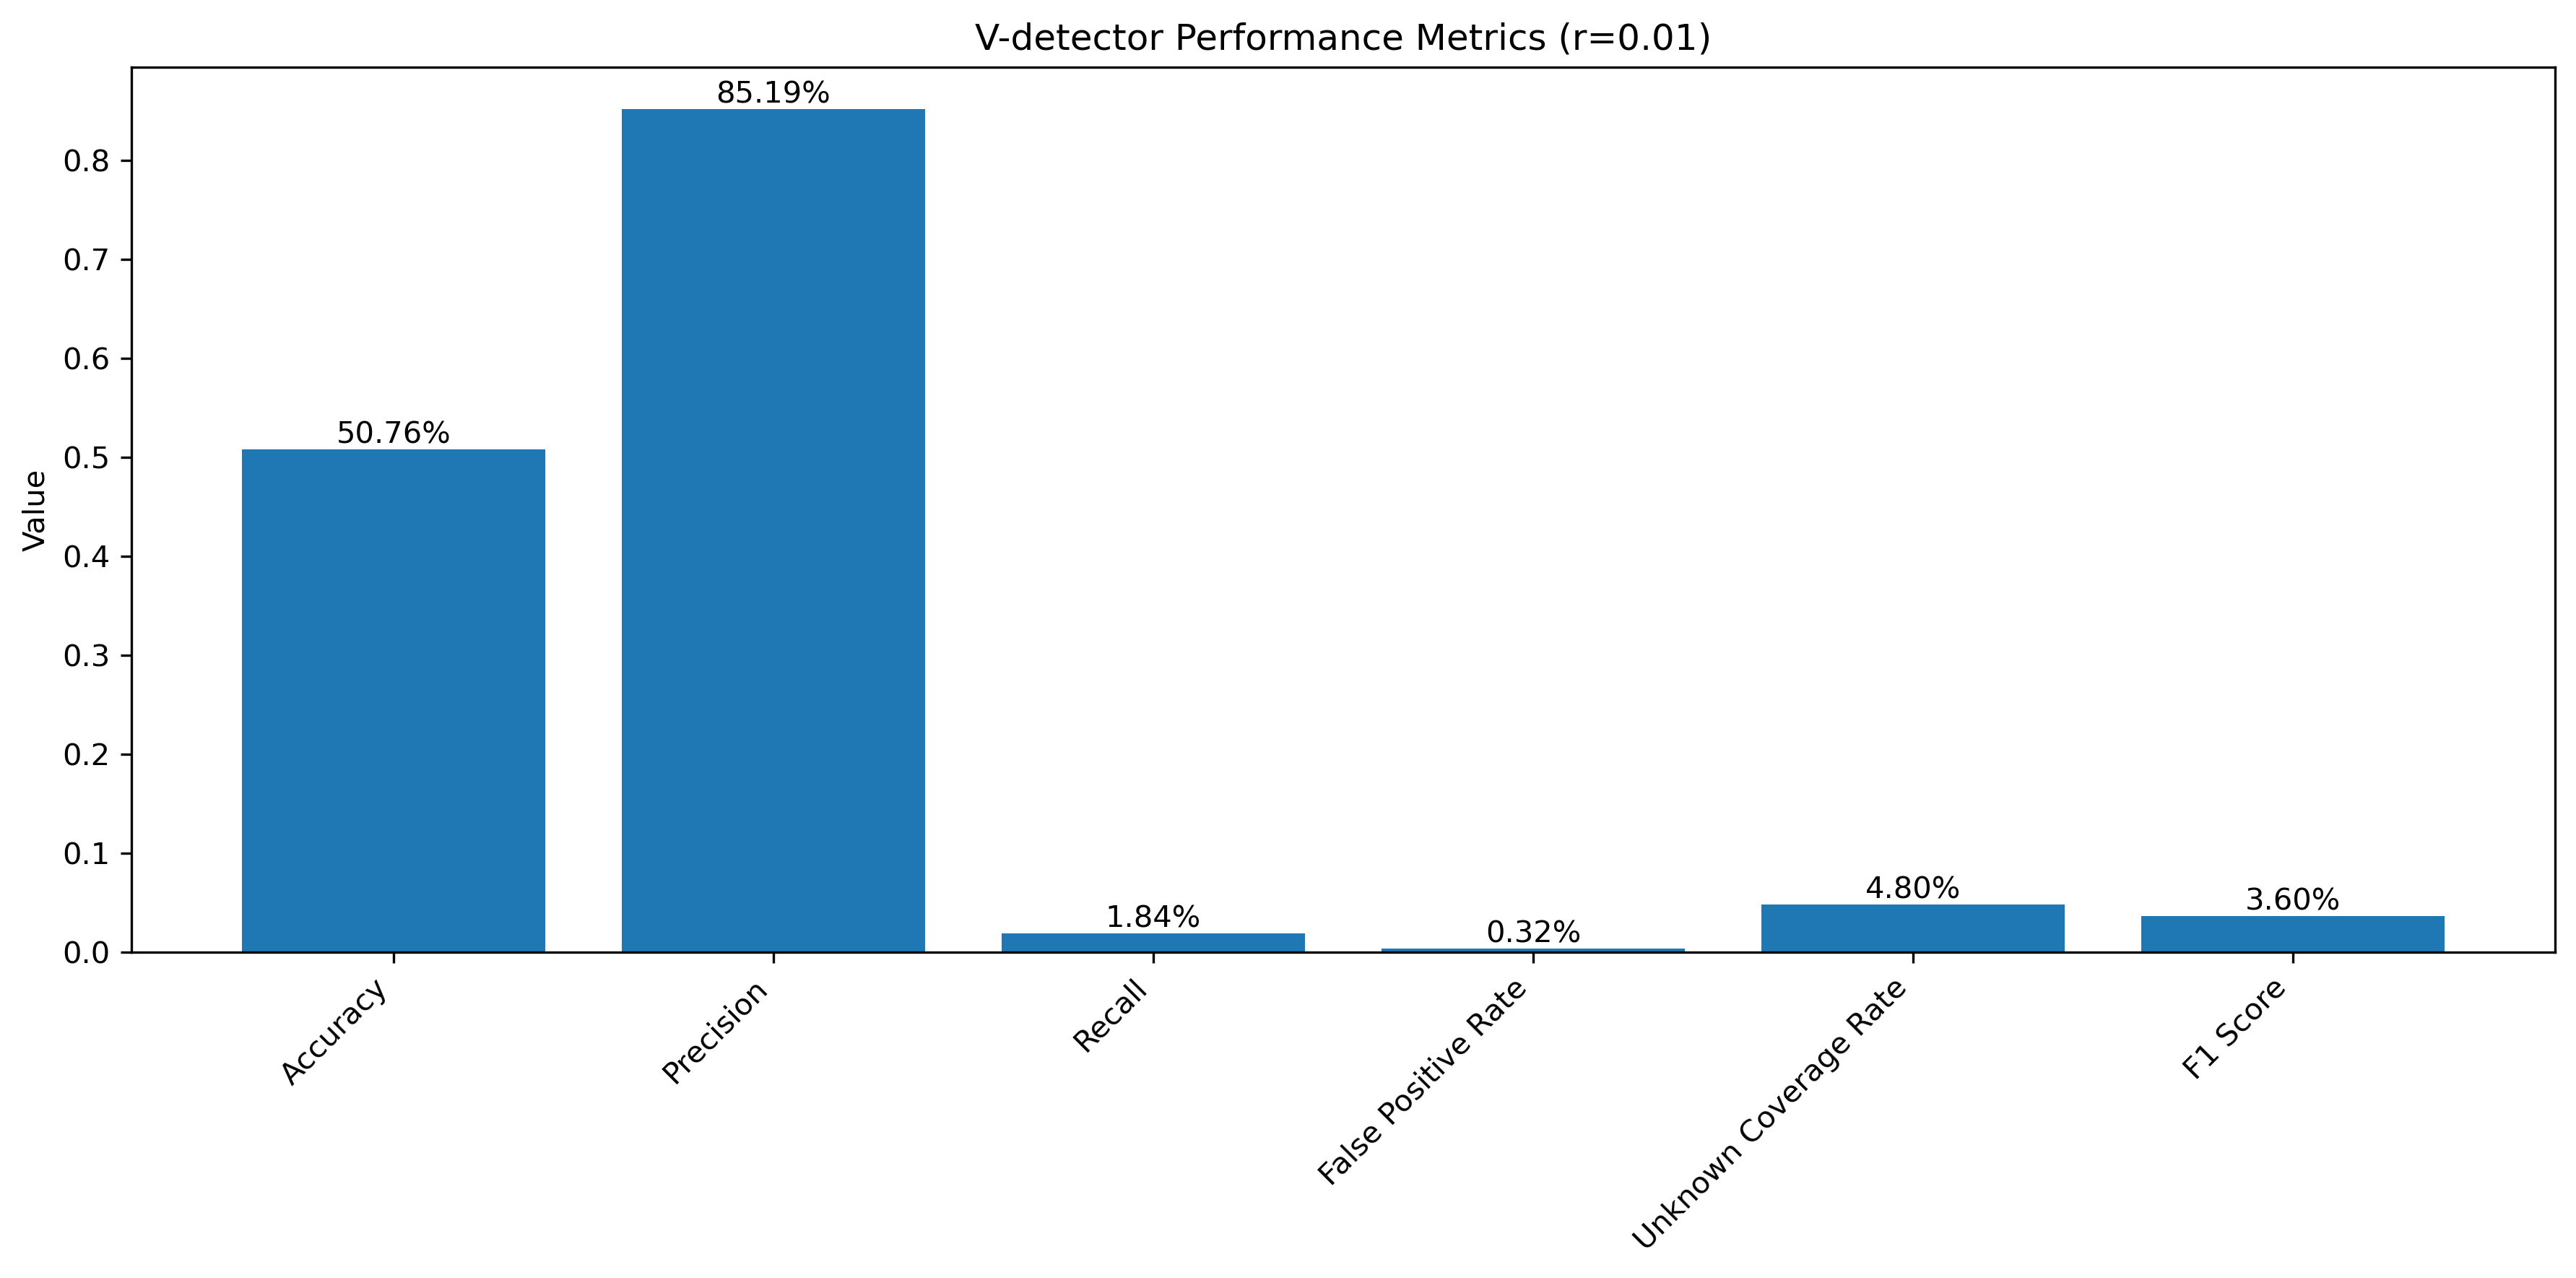 V-detector Performance Metrics (r=0.01)
Value
0.8
0.7
0.6
0.5
0.4
0.3
0.2
0.1
0.0
50.76%
85.19%
1.84%
0.32%
4.80%
3.60%
Accuracy
Precision
Recall
False Positive Rate
Unknown Coverage Rate
F1 Score